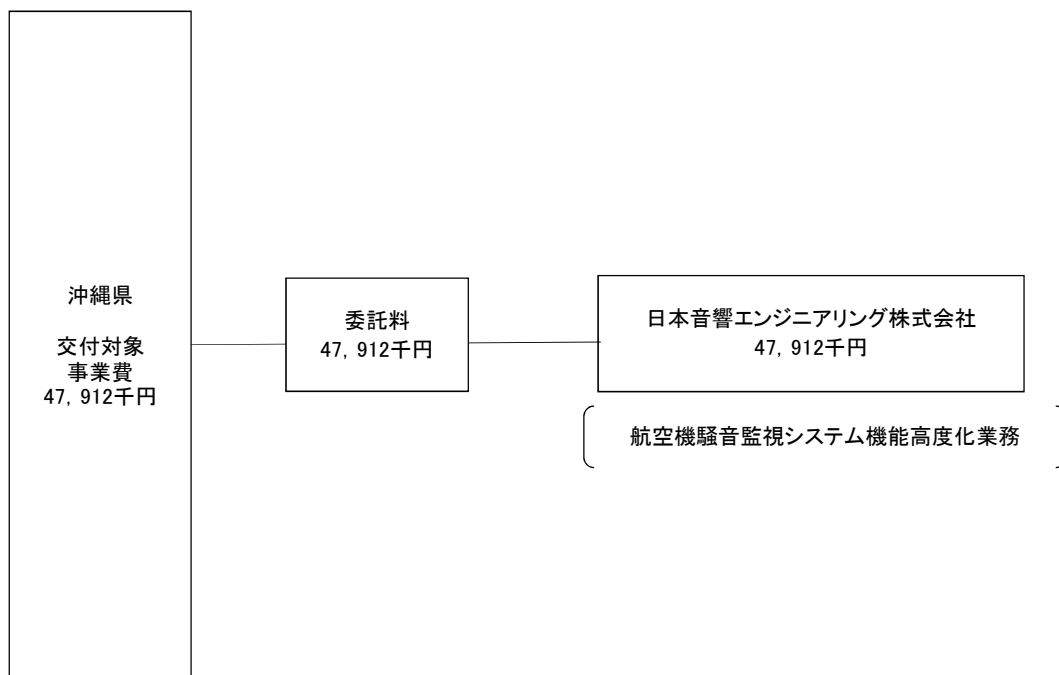 沖縄県
交付対象
事業費
47,912千円
委託料
47,912千円
日本音響エンジニアリング株式会社
47,912千円
航空機騒音監視システム機能高度化業務